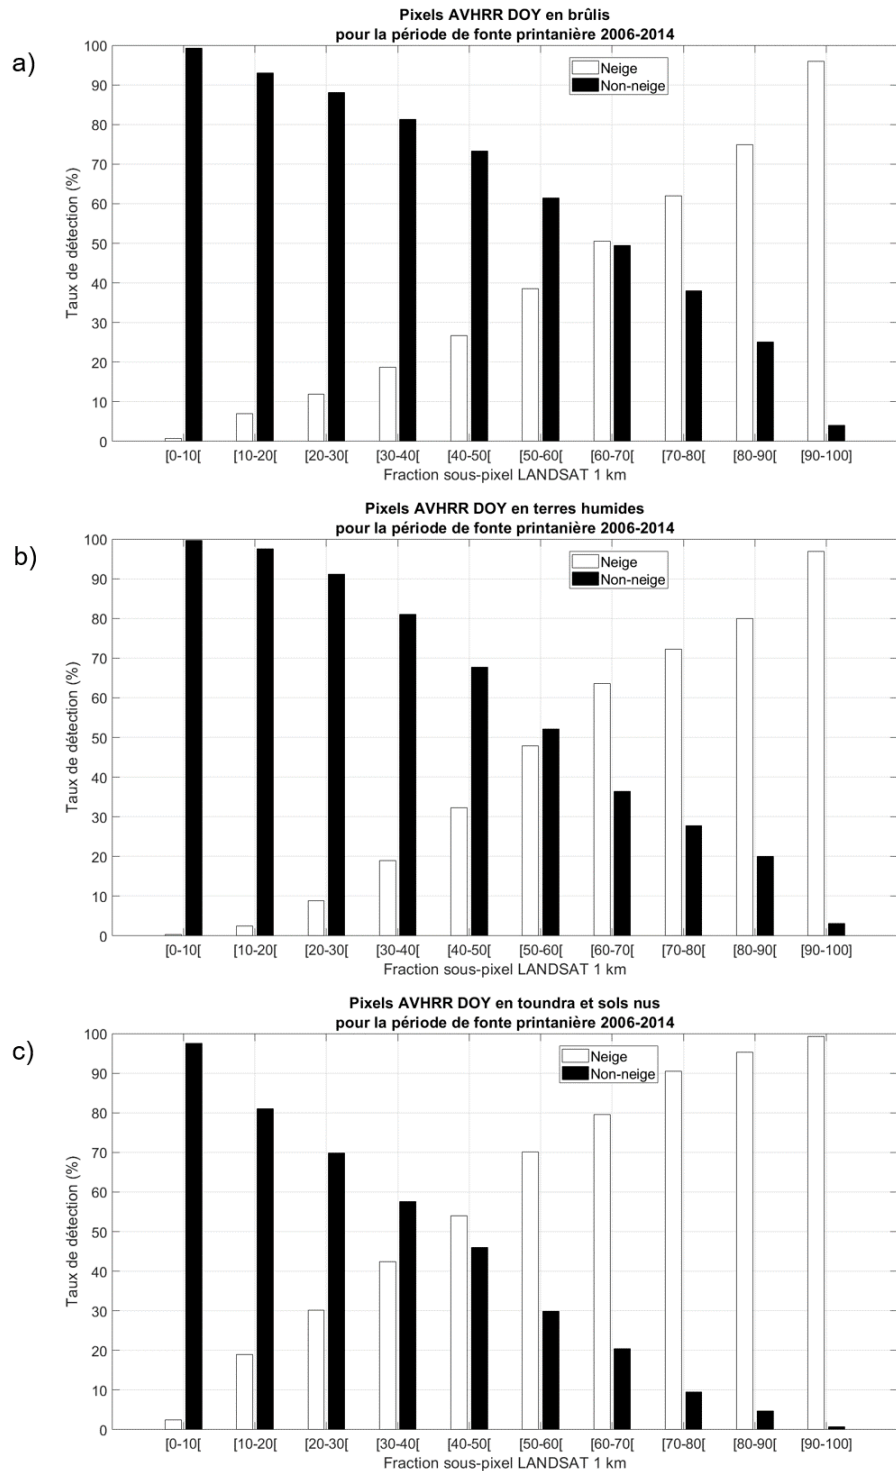 a)
Pixels AVHRR DOY en brûlis
pour la période de fonte printanière 2006-2014
Neige
Non-neige
Taux de détection (%)
100
90
80
70
60
50
40
30
20
10
0
[0-10[ [10-20[ [20-30[ [30-40[ [40-50[ [50-60[ [60-70[ [70-80[ [80-90[ [90-100]
Fraction sous-pixel LANDSAT 1 km
b)
Pixels AVHRR DOY en terres humides
pour la période de fonte printanière 2006-2014
Neige
Non-neige
Taux de détection (%)
100
90
80
70
60
50
40
30
20
10
0
[0-10[ [10-20[ [20-30[ [30-40[ [40-50[ [50-60[ [60-70[ [70-80[ [80-90[ [90-100]
Fraction sous-pixel LANDSAT 1 km
c)
Pixels AVHRR DOY en toundra et sols nus
pour la période de fonte printanière 2006-2014
Neige
Non-neige
Taux de détection (%)
100
90
80
70
60
50
40
30
20
10
0
[0-10[ [10-20[ [20-30[ [30-40[ [40-50[ [50-60[ [60-70[ [70-80[ [80-90[ [90-100]
Fraction sous-pixel LANDSAT 1 km